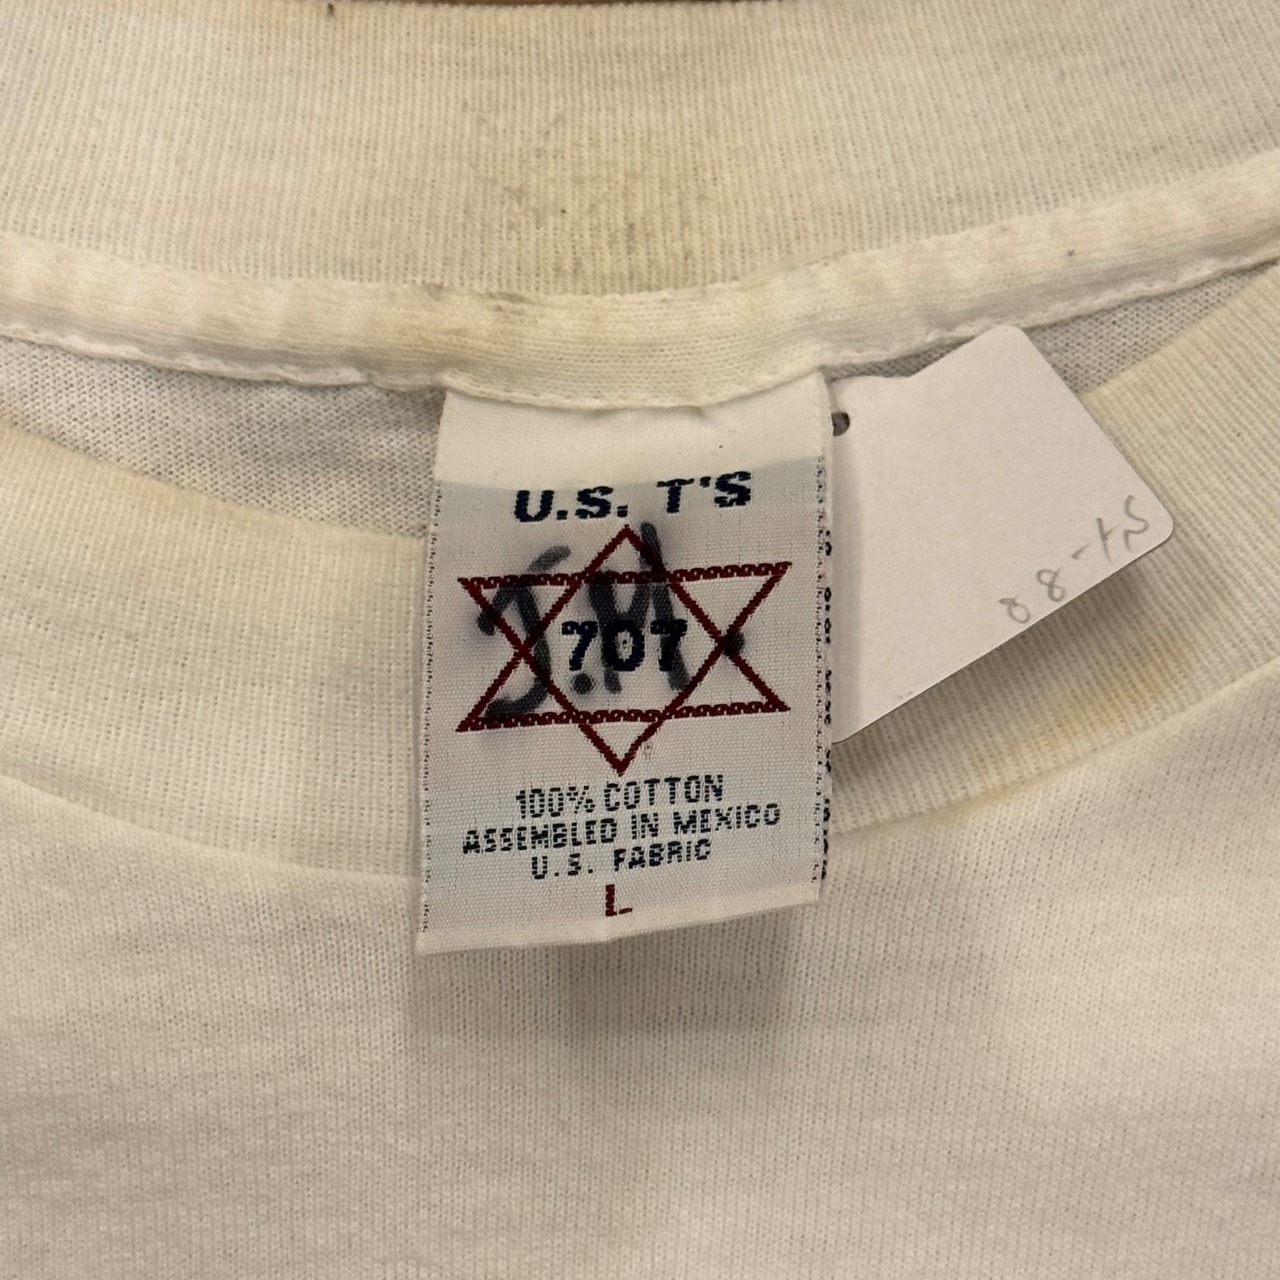 U.S. T'S
J.M.
707
®
100% COTTON
ASSEMBLED IN MEXICO
U.S. FABRIC
L